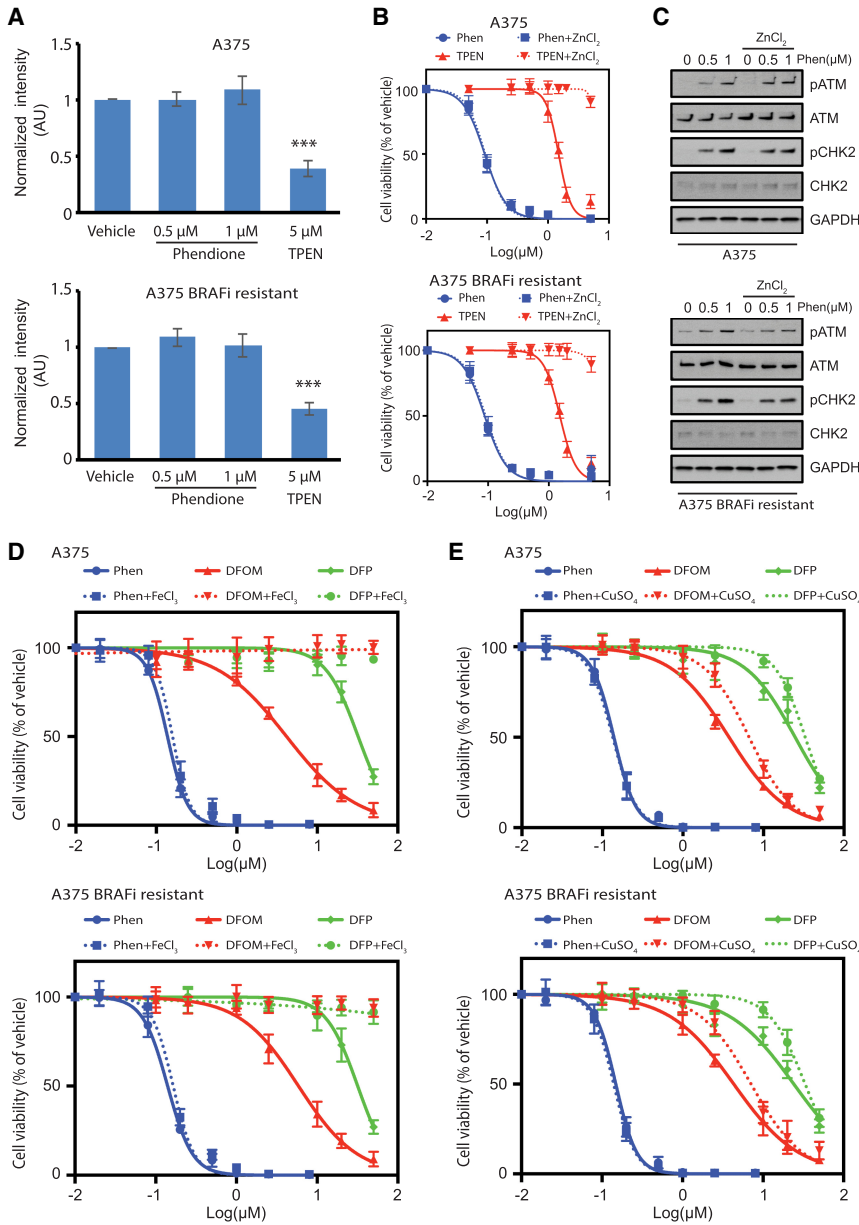 A
A375
Normalized intensity
(AU)
1.5
1
0.5
0
***
Vehicle
0.5 µM
1 µM
5 µM
Phendione
TPEN
A375 BRAFi resistant
Normalized intensity
(AU)
1.5
1
0.5
0
***
Vehicle
0.5 µM
1 µM
5 µM
Phendione
TPEN
B
A375
Phen
Phen+ZnCl2
TPEN
TPEN+ZnCl2
Cell viability (% of vehicle)
100
50
0
-2 -1 0 1
Log(µM)
A375 BRAFi resistant
Phen
Phen+ZnCl2
TPEN
TPEN+ZnCl2
Cell viability (% of vehicle)
100
50
0
-2 -1 0 1
Log(µM)
C
ZnCl2
0 0.5 1 0 0.5 1 Phen(µM)
pATM
ATM
pCHK2
CHK2
GAPDH
A375
ZnCl2
0 0.5 1 0 0.5 1 Phen(µM)
pATM
ATM
pCHK2
CHK2
GAPDH
A375 BRAFi resistant
D
A375
Phen DFOM DFP
Phen+FeCl3 DFOM+FeCl3 DFP+FeCl3
Cell viability (% of vehicle)
100
50
0
-2 -1 0 1 2
Log(µM)
A375 BRAFi resistant
Phen DFOM DFP
Phen+FeCl3 DFOM+FeCl3 DFP+FeCl3
Cell viability (% of vehicle)
100
50
0
-2 -1 0 1 2
Log(µM)
E
A375
Phen DFOM DFP
Phen+CuSO4 DFOM+CuSO4 DFP+CuSO4
Cell viability (% of vehicle)
100
50
0
-2 -1 0 1 2
Log(µM)
A375 BRAFi resistant
Phen DFOM DFP
Phen+CuSO4 DFOM+CuSO4 DFP+CuSO4
Cell viability (% of vehicle)
100
50
0
-2 -1 0 1 2
Log(µM)